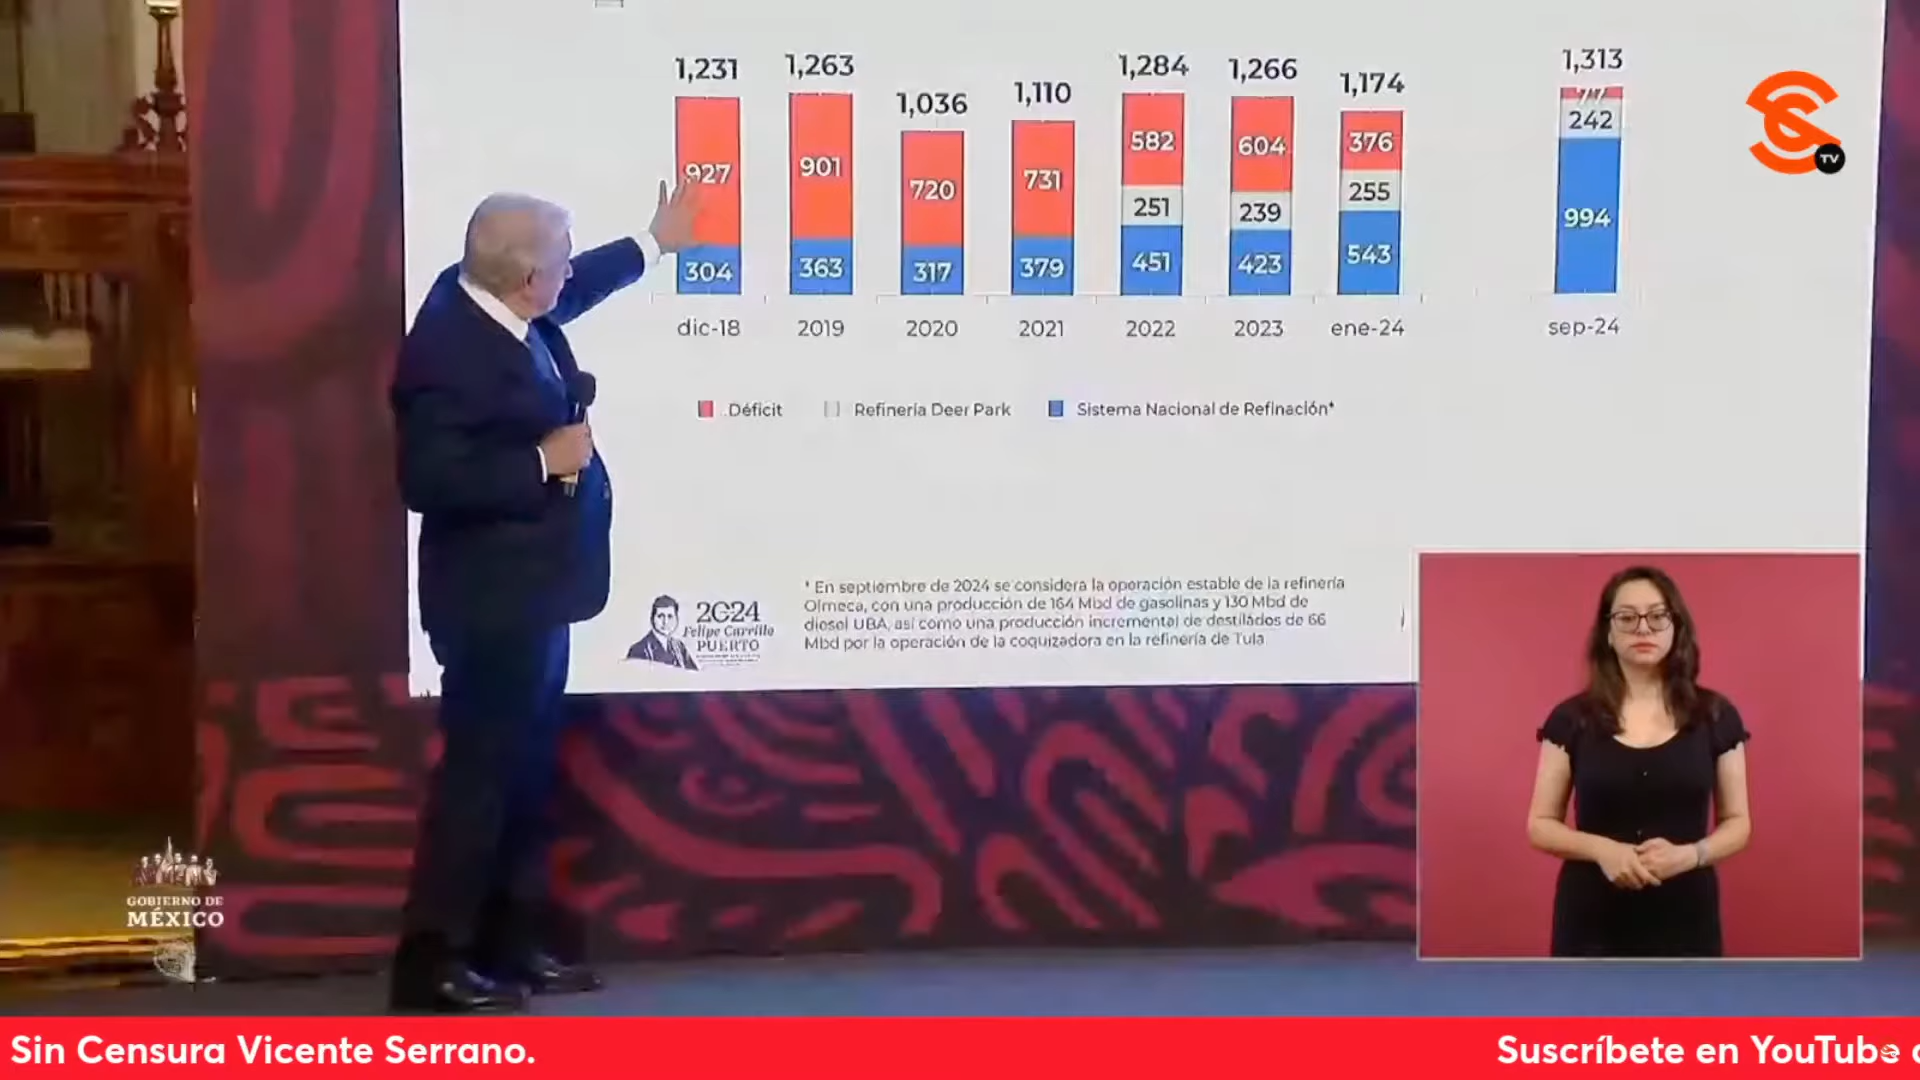 1,231
1,263
1,036
1,110
1,284
1,266
1,174
1,313
927
901
720
731
582
604
376
77
251
239
255
242
304
363
317
379
451
423
543
994
dic-18
2019
2020
2021
2022
2023
ene-24
sep-24
Déficit
Refinería Deer Park
Sistema Nacional de Refinación*
* En septiembre de 2024 se considera la operación estable de la refinería
Olmeca, con una producción de 164 Mbd de gasolinas y 130 Mbd de
diesel UBA, así como una producción incremental de destilados de 66
Mbd por la operación de la coquizadora en la refinería de Tula
2024
Felipe Carrillo
PUERTO
TV
GOBIERNO DE
MÉXICO
Sin Censura Vicente Serrano.
Suscríbete en YouTube